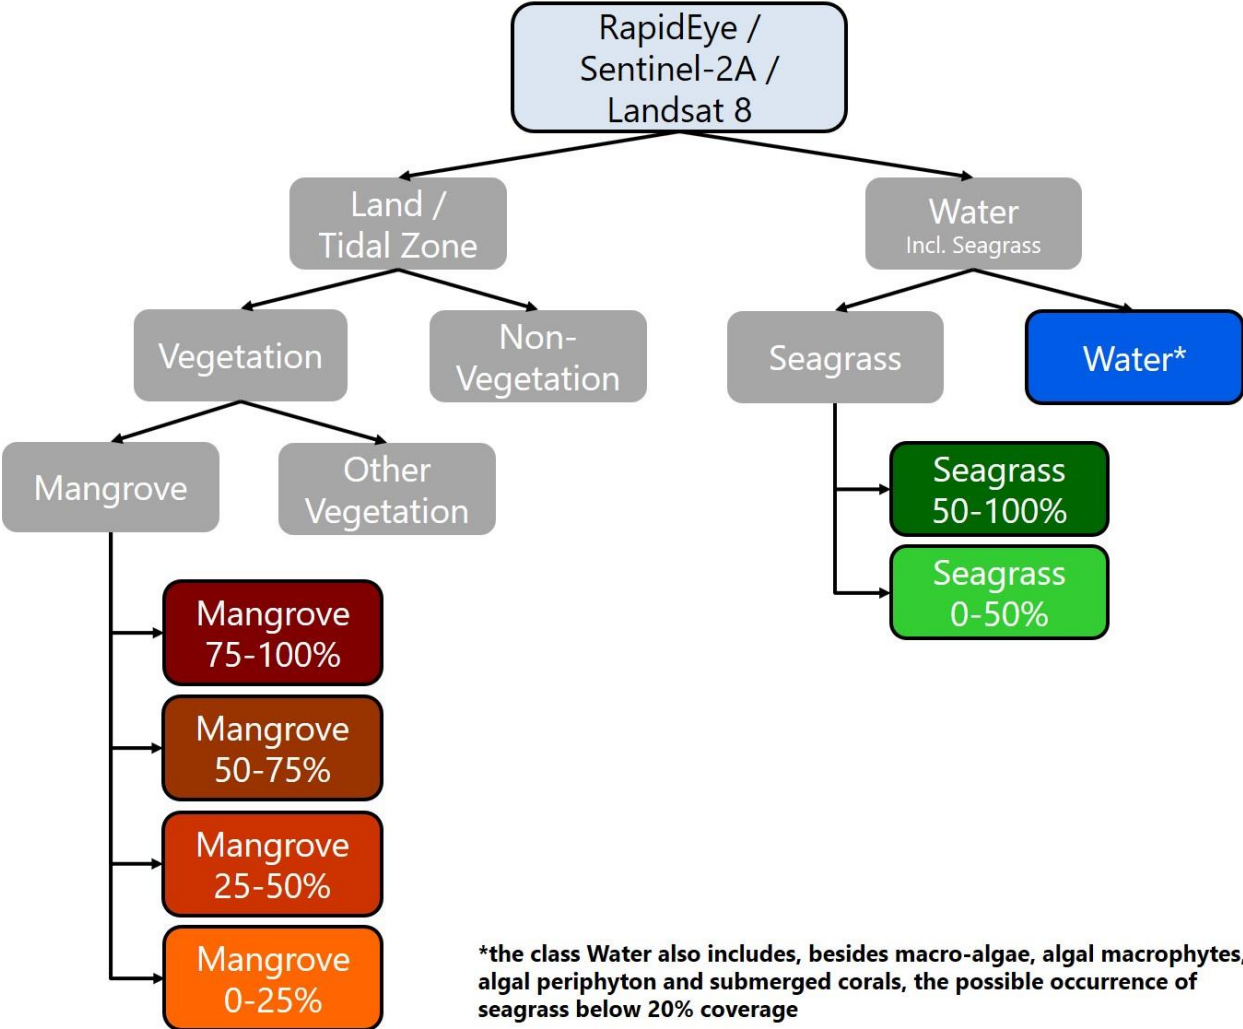 RapidEye /
Sentinel-2A /
Landsat 8
Land /
Tidal Zone
Water
Incl. Seagrass
Vegetation
Non-
Vegetation
Seagrass
Water*
Mangrove
Other
Vegetation
Seagrass
50-100%
Seagrass
0-50%
Mangrove
75-100%
Mangrove
50-75%
Mangrove
25-50%
Mangrove
0-25%
*the class Water also includes, besides macro-algae, algal macrophytes,
algal periphyton and submerged corals, the possible occurrence of
seagrass below 20% coverage